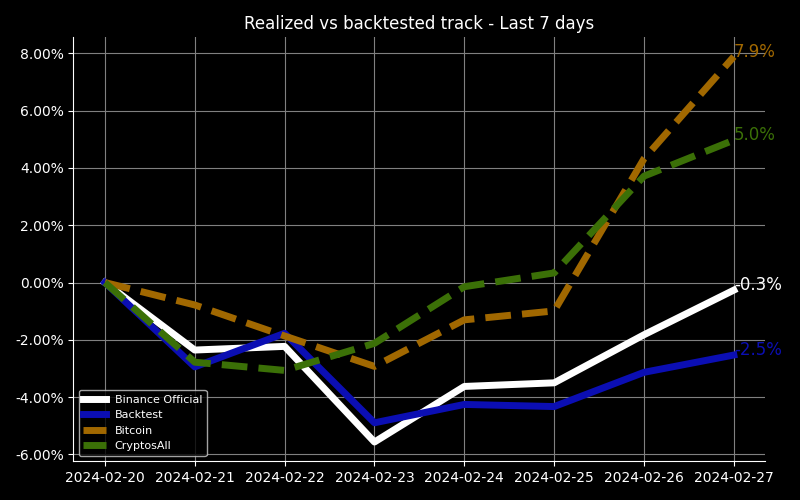 Realized vs backtested track - Last 7 days
8.00%
6.00%
4.00%
2.00%
0.00%
-2.00%
-4.00%
-6.00%
7.9%
5.0%
-0.3%
-2.5%
Binance Official
Backtest
Bitcoin
CryptosAll
2024-02-20 2024-02-21 2024-02-22 2024-02-23 2024-02-24 2024-02-25 2024-02-26 2024-02-27